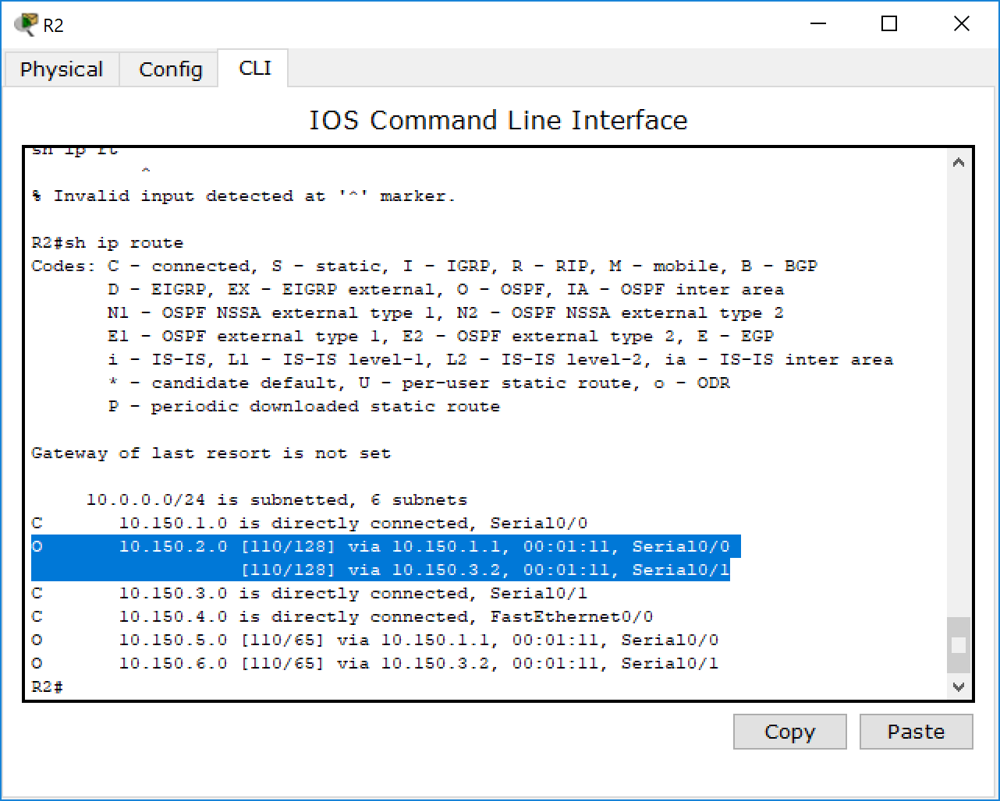 R2
Physical Config CLI
IOS Command Line Interface
sh ip rt
^
% Invalid input detected at '^' marker.
R2#sh ip route
Codes: C - connected, S - static, I - IGRP, R - RIP, M - mobile, B - BGP
D - EIGRP, EX - EIGRP external, O - OSPF, IA - OSPF inter area
N1 - OSPF NSSA external type 1, N2 - OSPF NSSA external type 2
E1 - OSPF external type 1, E2 - OSPF external type 2, E - EGP
i - IS-IS, L1 - IS-IS level-1, L2 - IS-IS level-2, ia - IS-IS inter area
* - candidate default, U - per-user static route, o - ODR
P - periodic downloaded static route
Gateway of last resort is not set
10.0.0.0/24 is subnetted, 6 subnets
C 10.150.1.0 is directly connected, Serial0/0
O 10.150.2.0 [110/128] via 10.150.1.1, 00:01:11, Serial0/0
[110/128] via 10.150.3.2, 00:01:11, Serial0/1
C 10.150.3.0 is directly connected, Serial0/1
C 10.150.4.0 is directly connected, FastEthernet0/0
O 10.150.5.0 [110/65] via 10.150.1.1, 00:01:11, Serial0/0
O 10.150.6.0 [110/65] via 10.150.3.2, 00:01:11, Serial0/1
R2#
Copy Paste